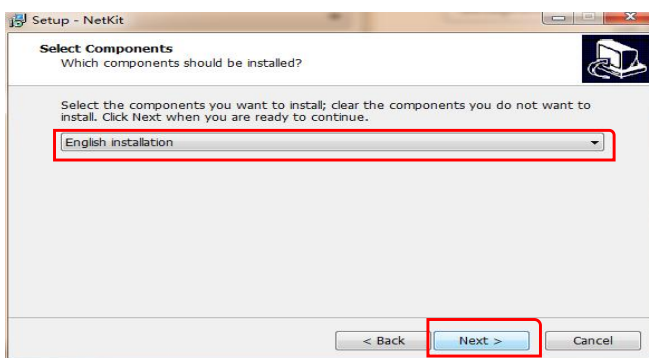 Setup - NetKit
Select Components
Which components should be installed?
Select the components you want to install; clear the components you do not want to
install. Click Next when you are ready to continue.
English installation
< Back
Next >
Cancel